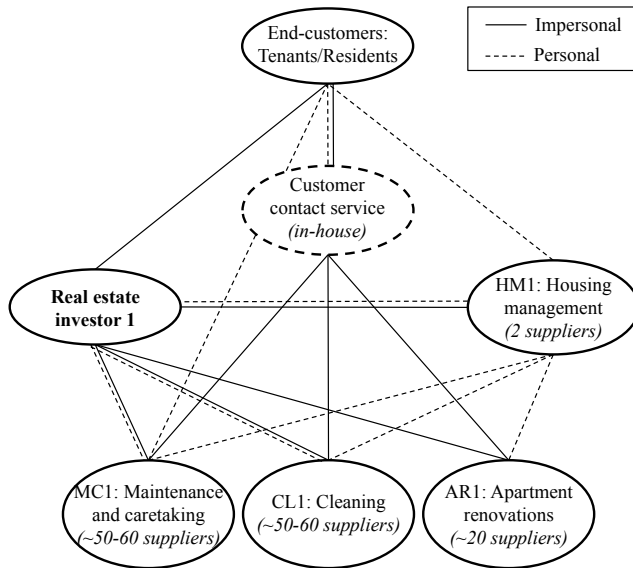 End-customers:
Tenants/Residents
Impersonal
Personal
Customer
contact service
(in-house)
Real estate
investor 1
HM1: Housing
management
(2 suppliers)
MC1: Maintenance
and caretaking
(~50-60 suppliers)
CL1: Cleaning
(~50-60 suppliers)
AR1: Apartment
renovations
(~20 suppliers)